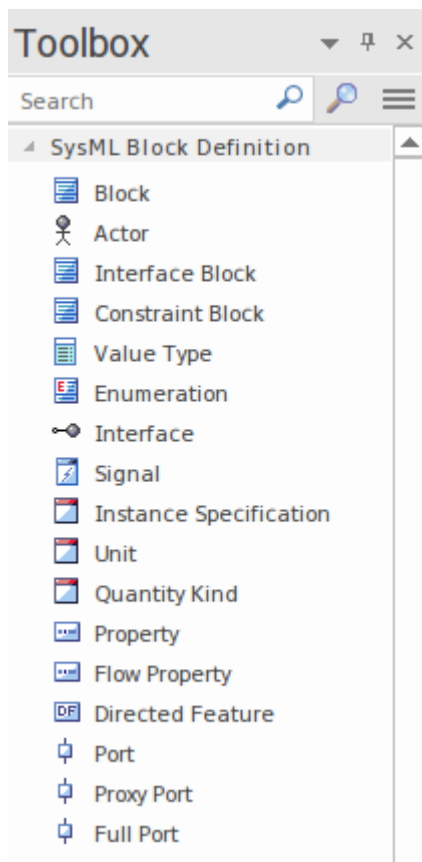 Toolbox
Search
SysML Block Definition
Block
Actor
Interface Block
Constraint Block
Value Type
Enumeration
Interface
Signal
Instance Specification
Unit
Quantity Kind
Property
Flow Property
DF Directed Feature
Port
Proxy Port
Full Port